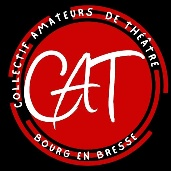 COLLECTIF AMATEURS DE THÉÂTRE
CAT
BOURG EN BRESSE